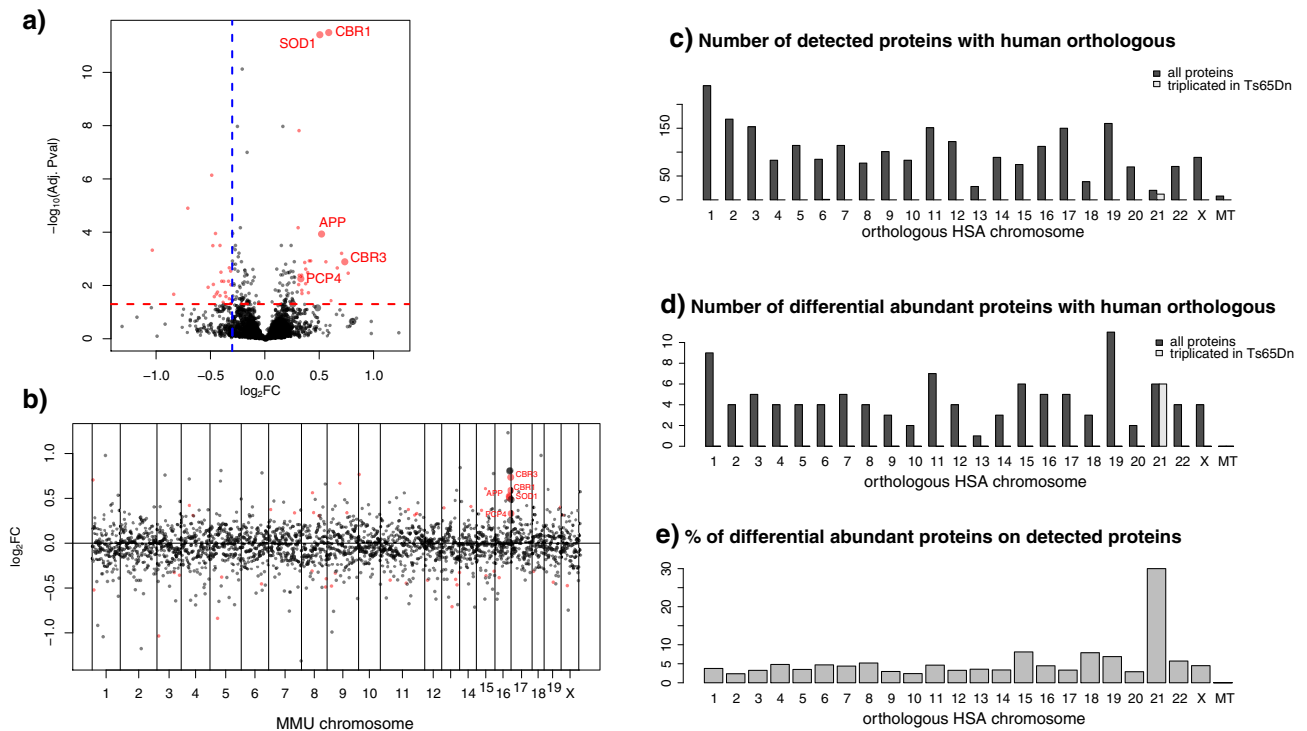 a)
CBR1
SOD1
APP
CBR3
PCP4
−log10(Adj. Pval)
0 2 4 6 8 10
−1.0 −0.5 0.0 0.5 1.0
log2FC
b)
CBR3
CBR1
APP
SOD1
PCP4
log2FC
−1.0 −0.5 0.0 0.5 1.0
1 2 3 4 5 6 7 8 9 10 11 12 13 14 15 16 17 18 19 X
MMU chromosome
c) Number of detected proteins with human orthologous
all proteins
triplicated in Ts65Dn
0 50 150
1 2 3 4 5 6 7 8 9 10 11 12 13 14 15 16 17 18 19 20 21 22 X MT
orthologous HSA chromosome
d) Number of differential abundant proteins with human orthologous
all proteins
triplicated in Ts65Dn
0 2 4 6 8 10
1 2 3 4 5 6 7 8 9 10 11 12 13 14 15 16 17 18 19 20 21 22 X MT
orthologous HSA chromosome
e) % of differential abundant proteins on detected proteins
0 5 10 20 30
1 2 3 4 5 6 7 8 9 10 11 12 13 14 15 16 17 18 19 20 21 22 X MT
orthologous HSA chromosome